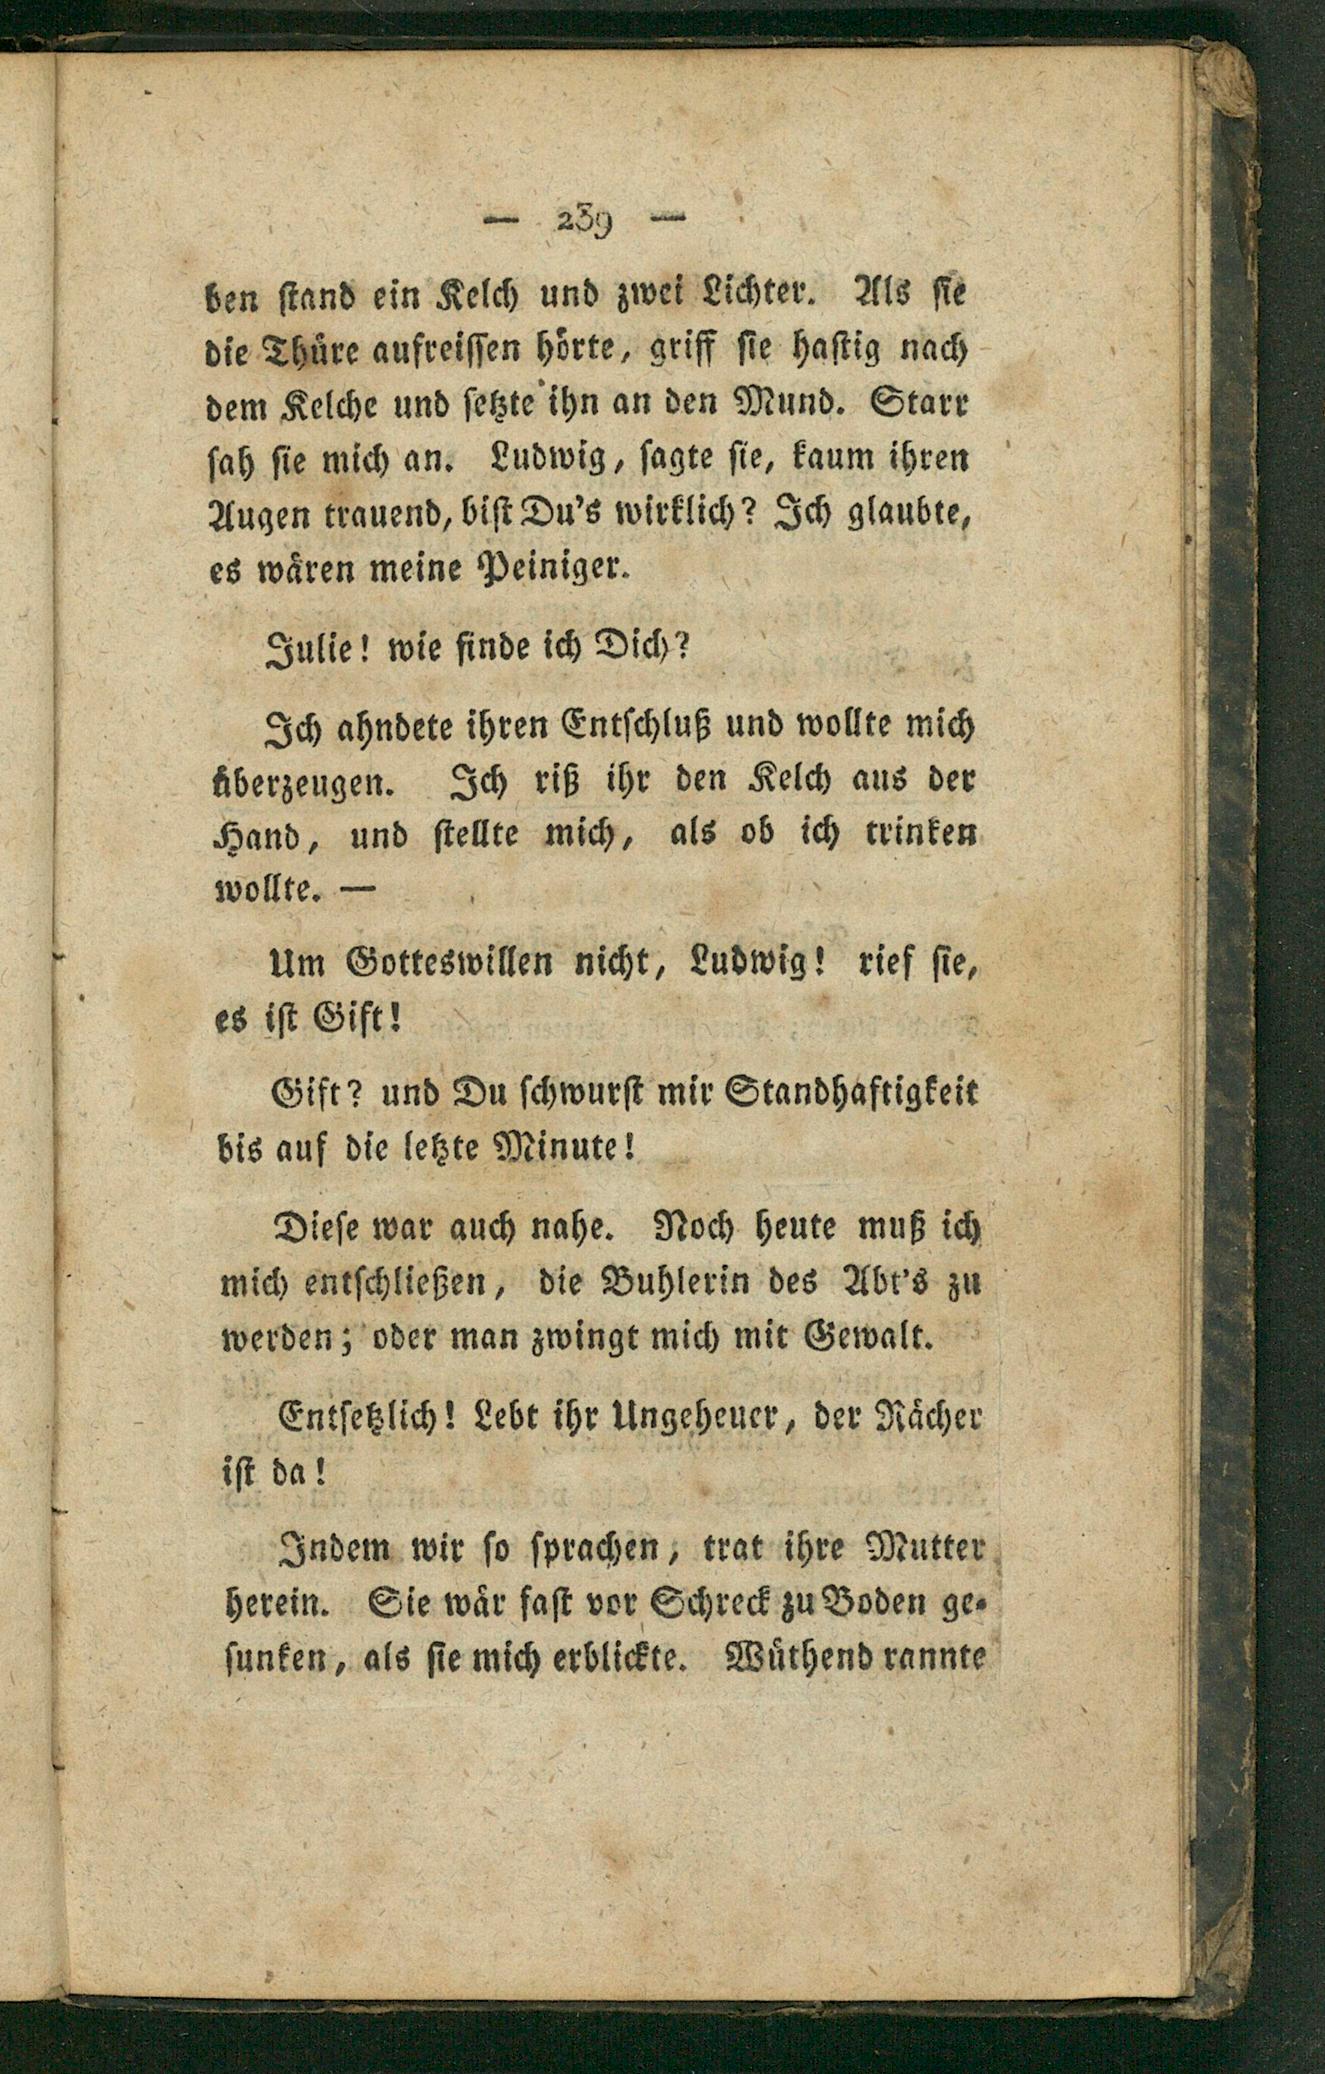 — 239 —
ben stand ein Kelch und zwei Lichter. Als sie
die Thüre aufreissen hörte, griff sie hastig nach
dem Kelche und setzte ihn an den Mund. Starr
sah sie mich an. Ludwig, sagte sie, kaum ihren
Augen trauend, bist Du's wirklich? Ich glaubte,
es wären meine Peiniger.
Julie! wie finde ich Dich?
Ich ahndete ihren Entschluß und wollte mich
überzeugen. Ich riß ihr den Kelch aus der
Hand, und stellte mich, als ob ich trinken
wollte. —
Um Gotteswillen nicht, Ludwig! rief sie,
es ist Gift!
Gift? und Du schwurst mir Standhaftigkeit
bis auf die letzte Minute!
Diese war auch nahe. Noch heute muß ich
mich entschließen, die Buhlerin des Abt's zu
werden; oder man zwingt mich mit Gewalt.
Entsetzlich! Lebt ihr Ungeheuer, der Rächer
ist da!
Indem wir so sprachen, trat ihre Mutter
herein. Sie wär fast vor Schreck zu Boden ge-
sunken, als sie mich erblickte. Wüthend rannte